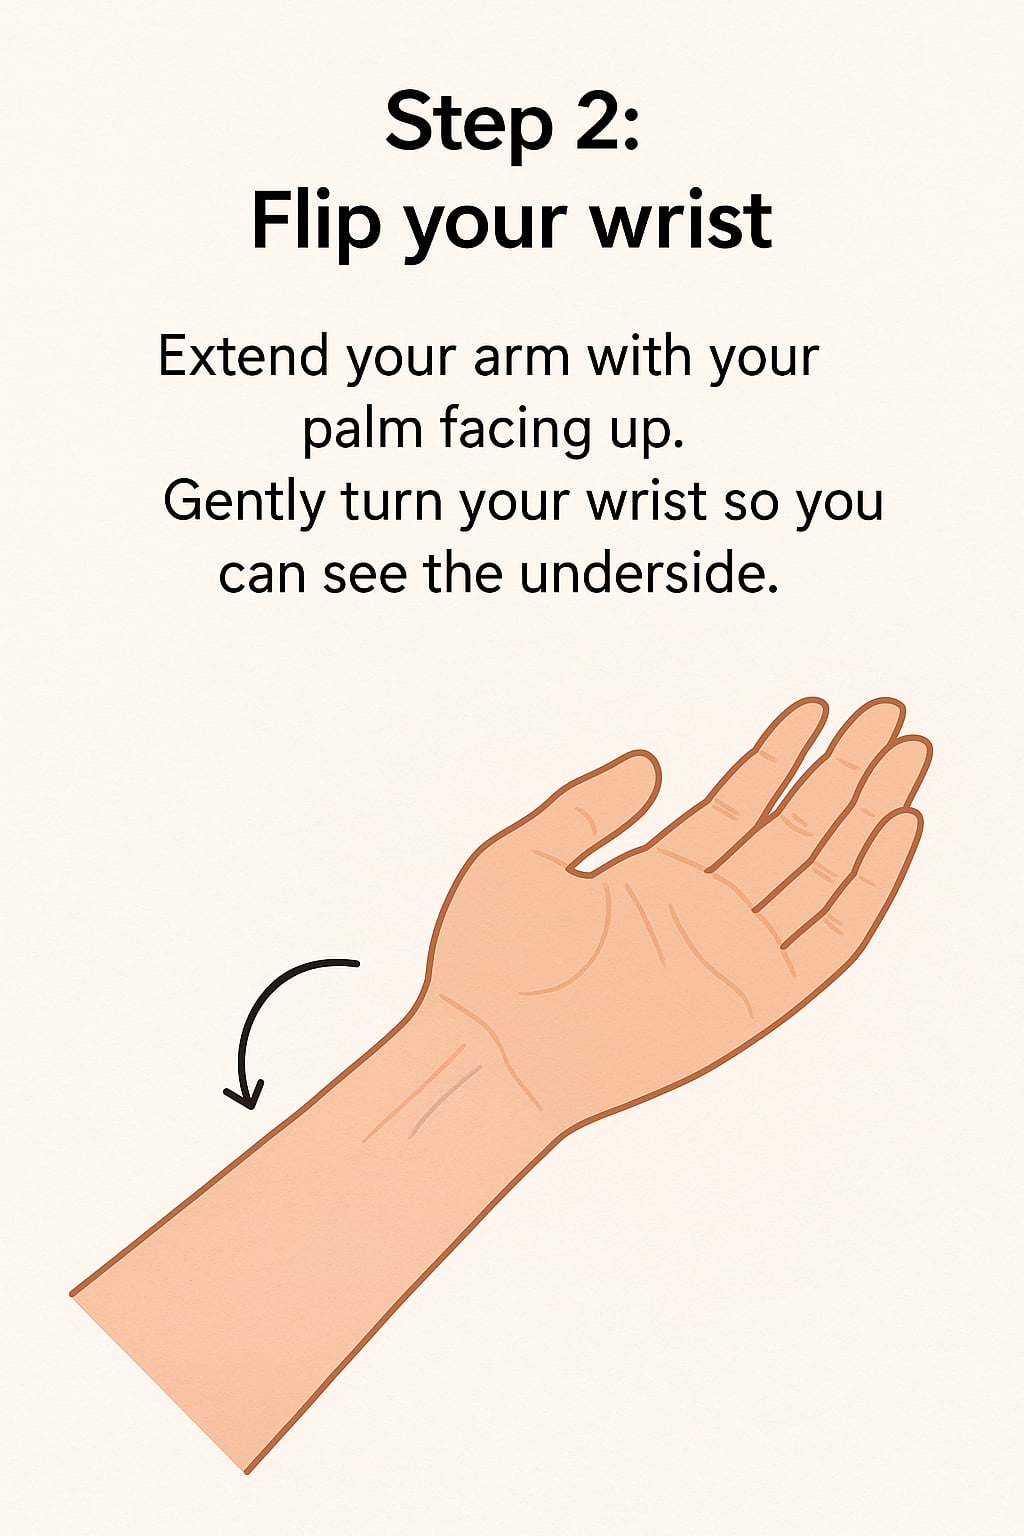 Step 2:
Flip your wrist
Extend your arm with your
palm facing up.
Gently turn your wrist so you
can see the underside.